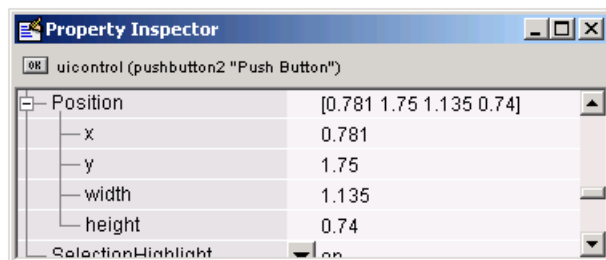 Property Inspector
OK uicontrol (pushbutton2 "Push Button")
Position [0.781 1.75 1.135 0.74]
x 0.781
y 1.75
width 1.135
height 0.74
SelectionHighlight on